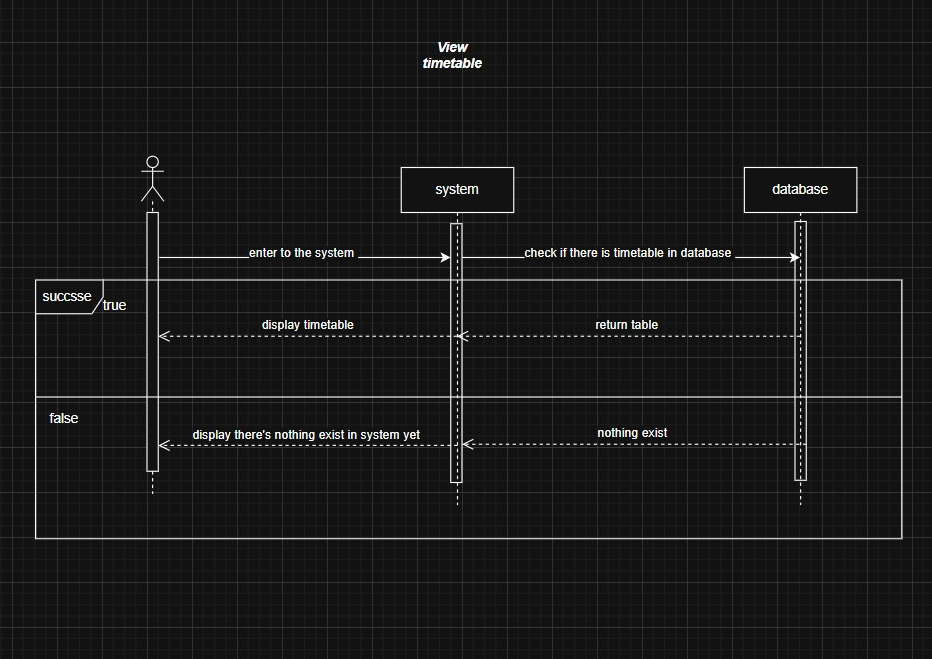 View
timetable
system
database
enter to the system
check if there is timetable in database
succsse
true
display timetable
return table
false
display there's nothing exist in system yet
nothing exist